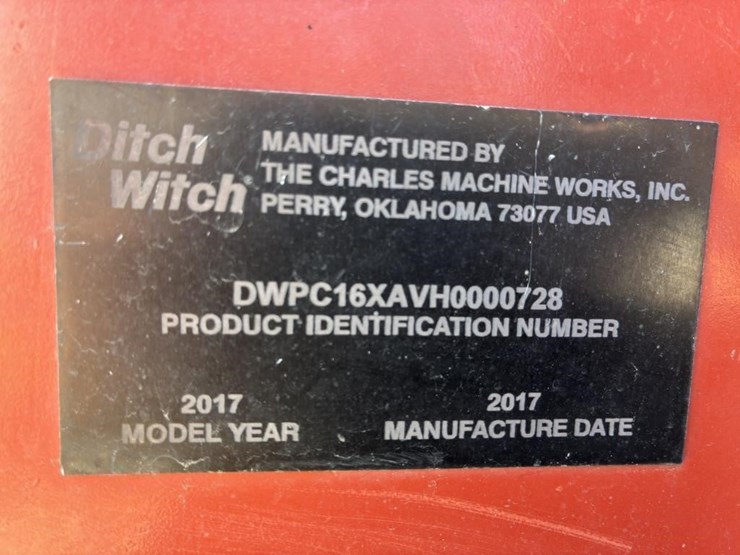 Ditch
Witch®
MANUFACTURED BY
THE CHARLES MACHINE WORKS, INC.
PERRY, OKLAHOMA 73077 USA
DWPC16XAVH0000728
PRODUCT IDENTIFICATION NUMBER
2017
MODEL YEAR
2017
MANUFACTURE DATE